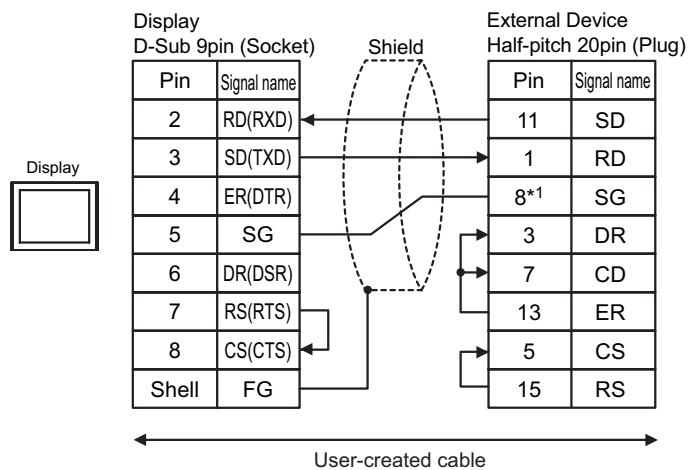 Display
D-Sub 9pin (Socket)
Shield
External Device
Half-pitch 20pin (Plug)
Pin Signal name
Pin Signal name
2 RD(RXD)
11 SD
3 SD(TXD)
1 RD
Display
4 ER(DTR)
8*1 SG
5 SG
3 DR
6 DR(DSR)
7 CD
7 RS(RTS)
13 ER
8 CS(CTS)
5 CS
Shell FG
15 RS
User-created cable